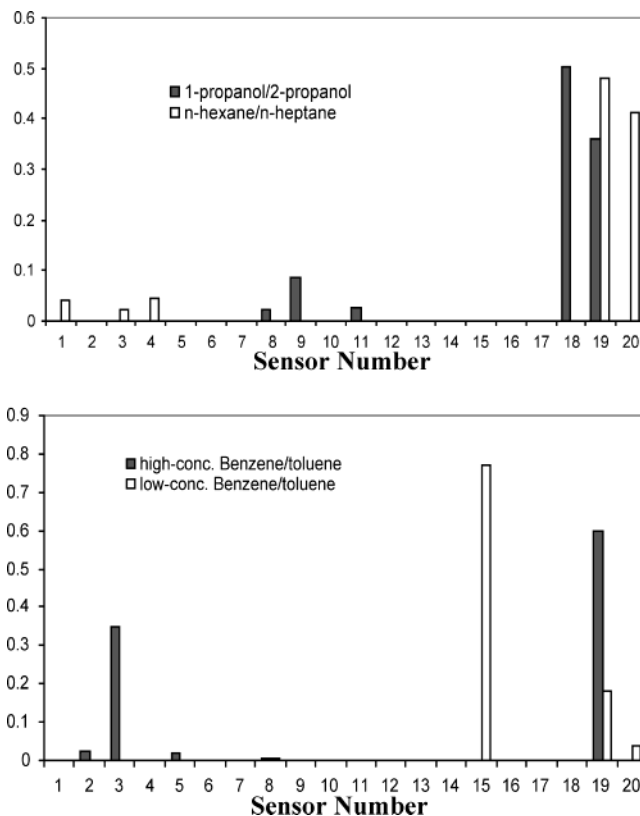 0.6
0.5
0.4
0.3
0.2
0.1
0
1-propanol/2-propanol
n-hexane/n-heptane
1 2 3 4 5 6 7 8 9 10 11 12 13 14 15 16 17 18 19 20
Sensor Number
0.9
0.8
0.7
0.6
0.5
0.4
0.3
0.2
0.1
0
high-conc. Benzene/toluene
low-conc. Benzene/toluene
1 2 3 4 5 6 7 8 9 10 11 12 13 14 15 16 17 18 19 20
Sensor Number